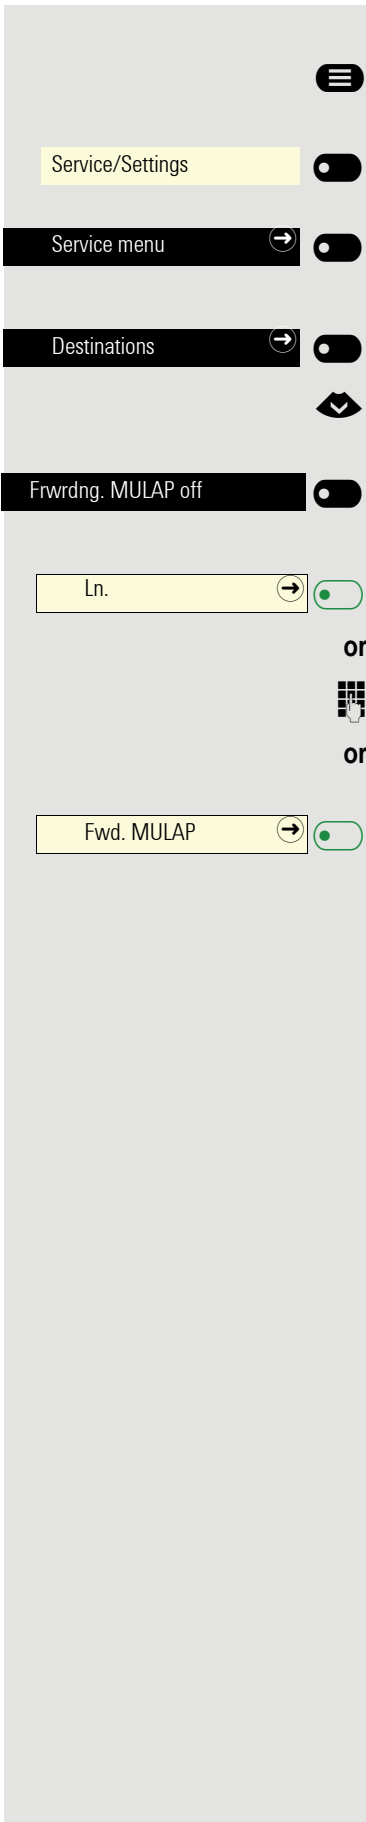 Service/Settings
Service menu
Destinations
Frwrdng. MULAP off
Ln.
or
or
Fwd. MULAP